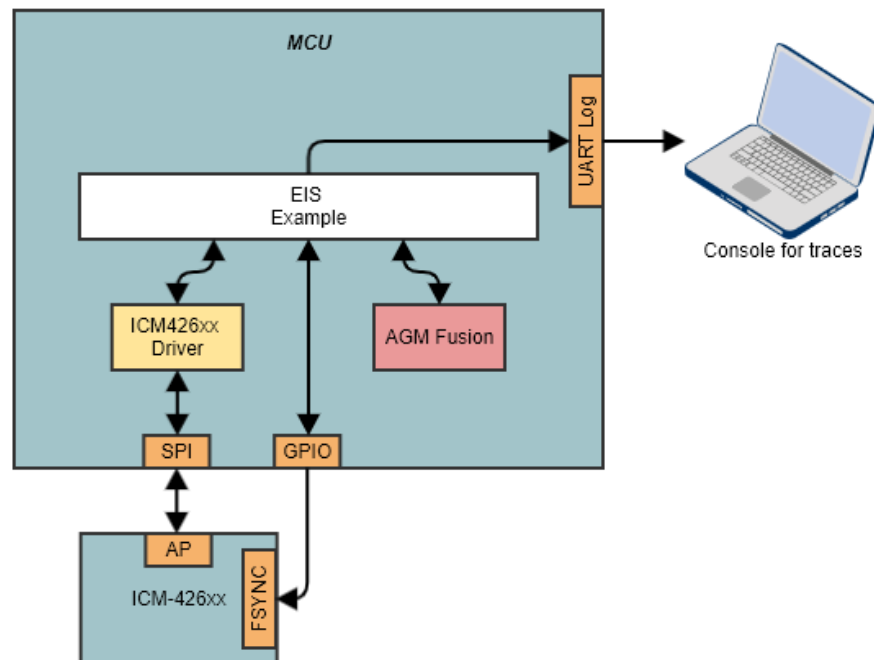 MCU
UART Log
EIS
Example
Console for traces
ICM426xx
Driver
AGM Fusion
SPI
GPIO
AP
ICM-426xx
FSYNC